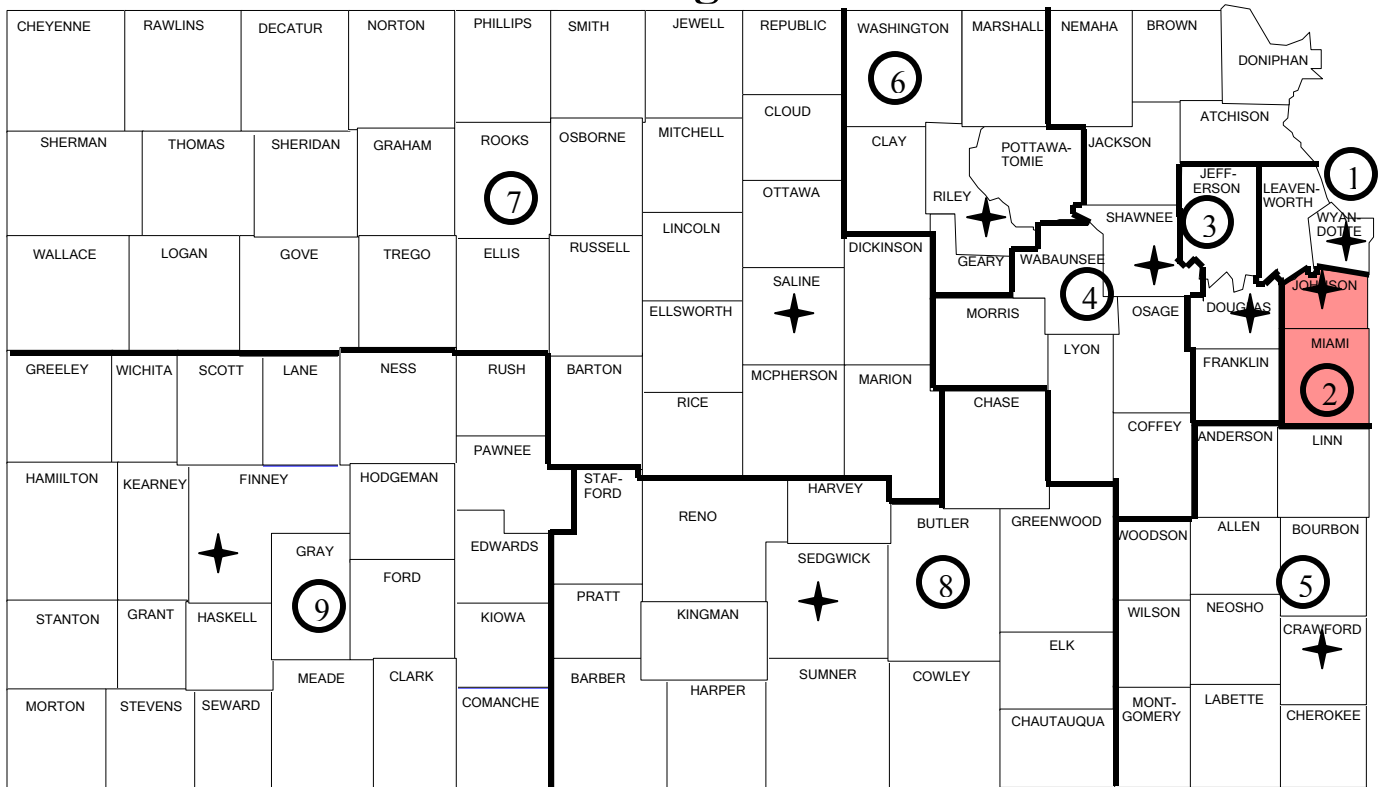 g
CHEYENNE
RAWLINS
DECATUR
NORTON
PHILLIPS
SMITH
JEWELL
REPUBLIC
WASHINGTON
MARSHALL
NEMAHA
BROWN
DONIPHAN
6
CLOUD
ATCHISON
SHERMAN
THOMAS
SHERIDAN
GRAHAM
ROOKS
OSBORNE
MITCHELL
CLAY
POTTAWA-
TOMIE
JACKSON
1
7
OTTAWA
RILEY
JEFF-
ERSON
LEAVEN-
WORTH
3
SHAWNEE
WYAN-
DOTTE
LINCOLN
WALLACE
LOGAN
GOVE
TREGO
ELLIS
RUSSELL
DICKINSON
GEARY
WABAUNSEE
4
SALINE
JOHNSON
ELLSWORTH
MORRIS
OSAGE
DOUGLAS
LYON
MIAMI
2
GREELEY
WICHITA
SCOTT
LANE
NESS
RUSH
BARTON
MCPHERSON
MARION
FRANKLIN
RICE
CHASE
COFFEY
ANDERSON
LINN
PAWNEE
HAMIILTON
KEARNEY
FINNEY
HODGEMAN
STAF-
FORD
HARVEY
RENO
BUTLER
GREENWOOD
ALLEN
BOURBON
WOODSON
GRAY
EDWARDS
SEDGWICK
FORD
8
5
PRATT
9
STANTON
GRANT
HASKELL
KIOWA
KINGMAN
WILSON
NEOSHO
CRAWFORD
ELK
MEADE
CLARK
BARBER
HARPER
SUMNER
COWLEY
MORTON
STEVENS
SEWARD
COMANCHE
CHAUTAUQUA
MONT-
GOMERY
LABETTE
CHEROKEE